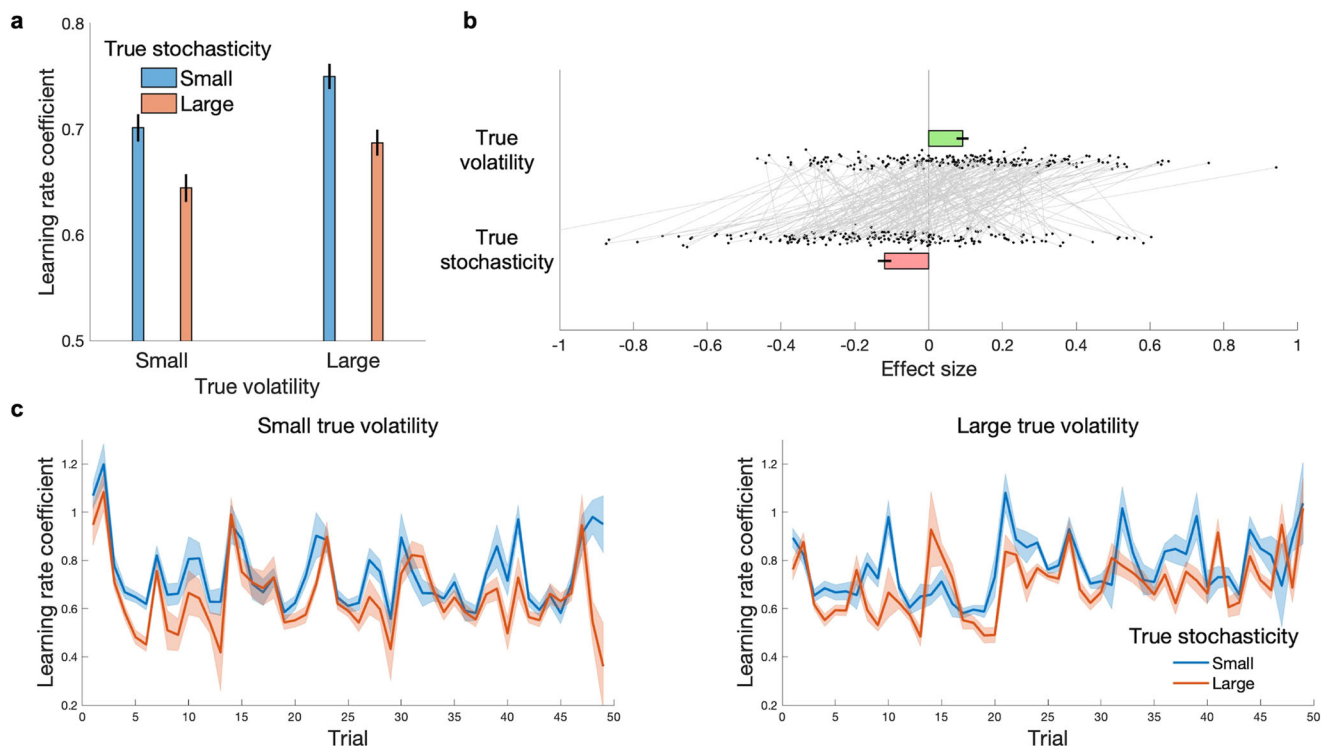 a
0.8
Learning rate coefficient
True stochasticity
Small
Large
0.7
0.6
0.5
Small
Large
True volatility
b
True
volatility
True
stochasticity
-1
-0.8
-0.6
-0.4
-0.2
0
0.2
0.4
0.6
0.8
1
Effect size
c
Small true volatility
Learning rate coefficient
1.2
1
0.8
0.6
0.4
0.2
0
5
10
15
20
25
30
35
40
45
50
Trial
Large true volatility
Learning rate coefficient
1.2
1
0.8
0.6
0.4
0.2
True stochasticity
Small
Large
0
5
10
15
20
25
30
35
40
45
50
Trial